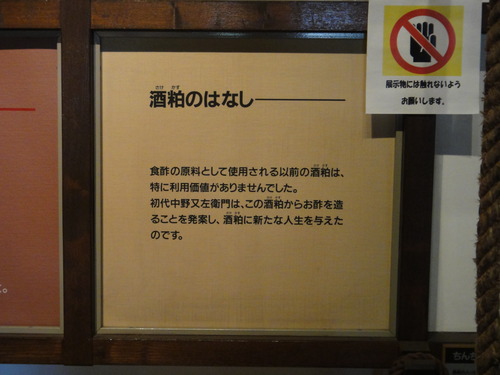 酒粕のはなし
食酢の原料として使用される以前の酒粕は、
特に利用価値がありませんでした。
初代中野又左衛門は、この酒粕からお酢を造
ることを発案し、酒粕に新たな人生を与えた
のです。
展示物には触れないよう
お願いします。
。
ちんち